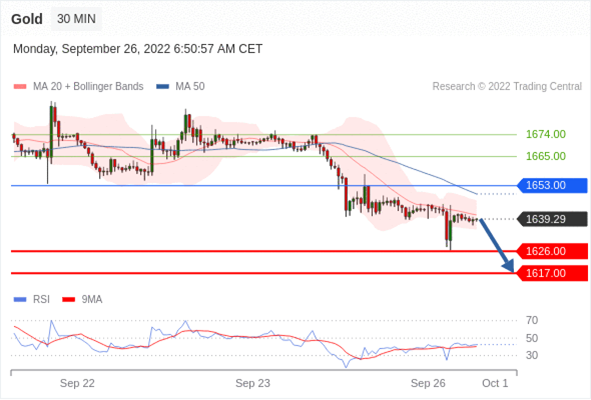 Gold 30 MIN
Monday, September 26, 2022 6:50:57 AM CET
MA 20 + Bollinger Bands MA 50 Research © 2022 Trading Central
1674.00
1665.00
1653.00
1639.29
1626.00
1617.00
RSI 9MA
70
50
30
Sep 22 Sep 23 Sep 26 Oct 1